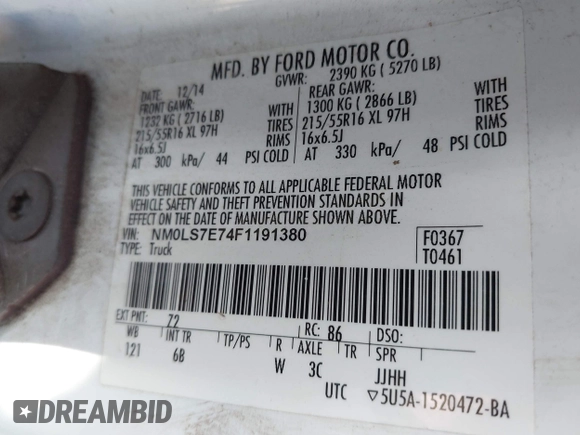 MFD. BY FORD MOTOR CO.
DATE: 12/14 GVWR: 2390 KG ( 5270 LB)
FRONT GAWR: REAR GAWR:
1232 KG ( 2716 LB) WITH 1300 KG ( 2866 LB) WITH
215/55R16 XL 97H TIRES 215/55R16 XL 97H TIRES
16x6.5J RIMS 16x6.5J RIMS
AT 300 kPa/ 44 PSI COLD AT 330 kPa/ 48 PSI COLD
THIS VEHICLE CONFORMS TO ALL APPLICABLE FEDERAL MOTOR
VEHICLE SAFETY AND THEFT PREVENTION STANDARDS IN
EFFECT ON THE DATE OF MANUFACTURE SHOWN ABOVE.
VIN: NM0LS7E74F1191380 F0367
TYPE: Truck T0461
EXT PNT: Z2 RC: 86 DSO:
WB INT TR TP/PS R AXLE TR SPR
121 6B W 3C JJHH
UTC ▽5U5A-1520472-BA
DEALERS EDGE AUCTION